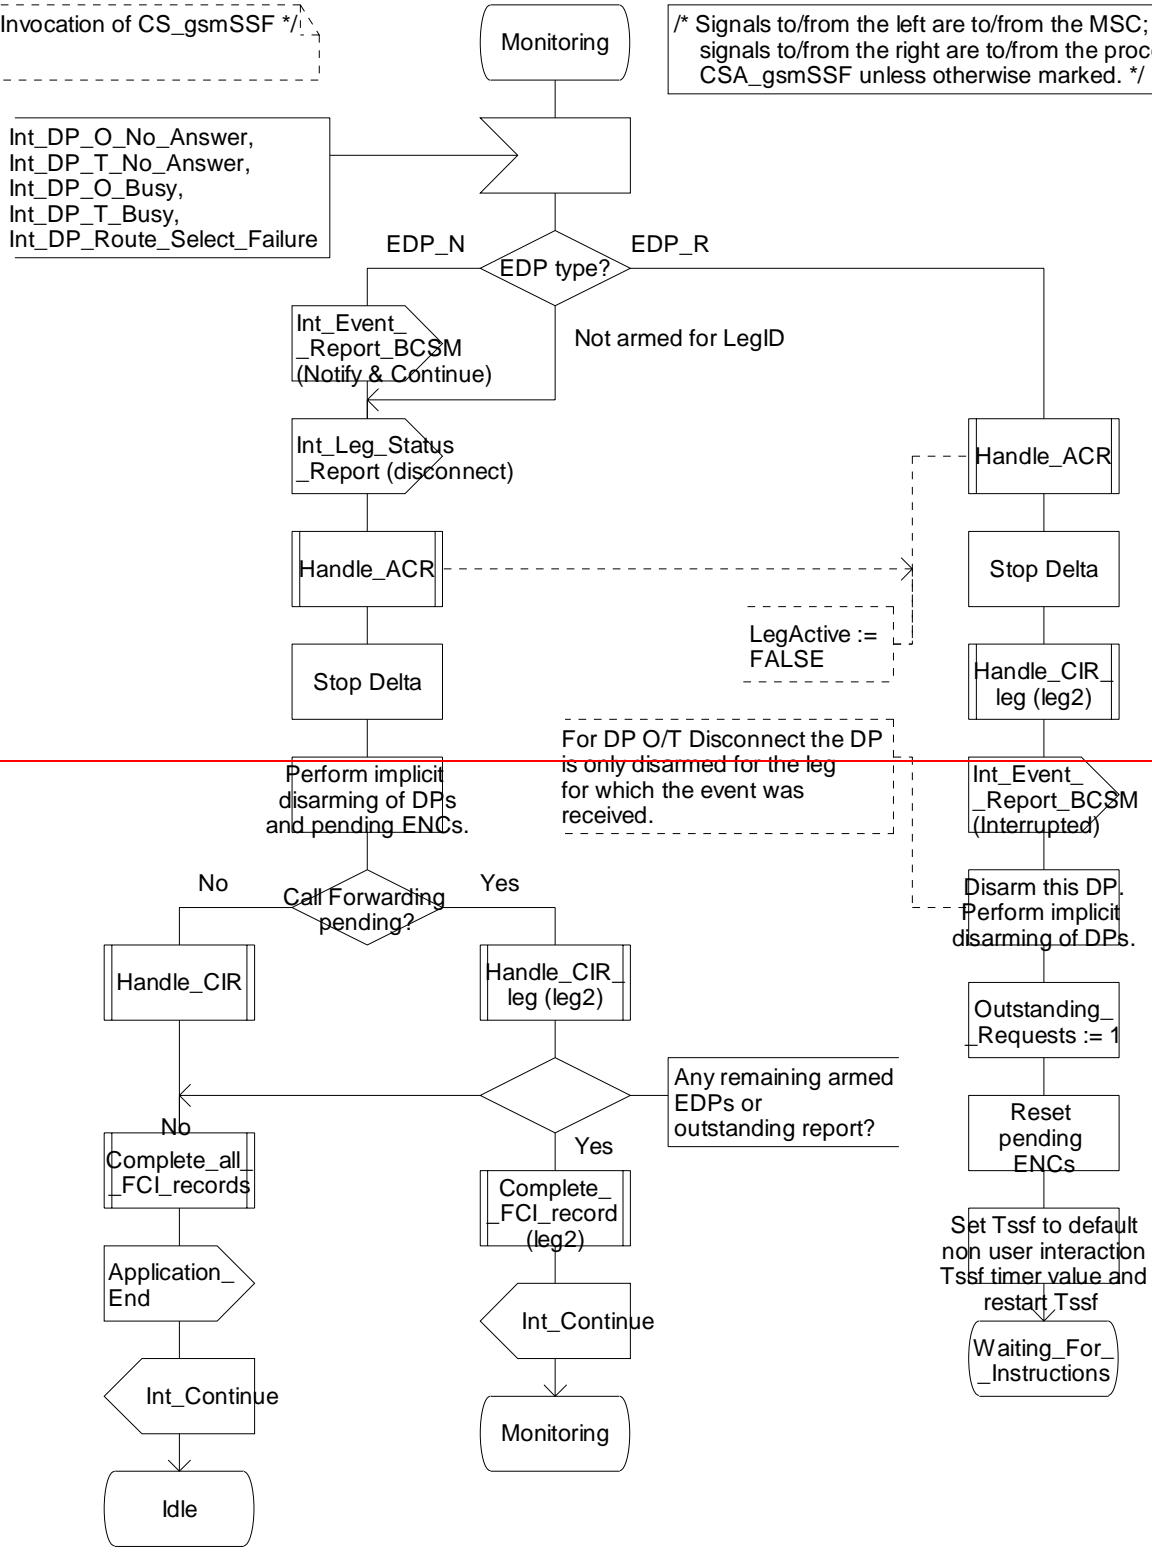 Invocation of CS_gsmSSF */
Monitoring
/* Signals to/from the left are to/from the MSC;
signals to/from the right are to/from the
CSA_gsmSSF unless otherwise marked. */
Int_DP_O_No_Answer,
Int_DP_T_No_Answer,
Int_DP_O_Busy,
Int_DP_T_Busy,
Int_DP_Route_Select_Failure
EDP_N
EDP type?
EDP_R
Int_Event_
_Report_BCSM
(Notify & Continue)
Not armed for LegID
Int_Leg_Status
_Report (disconnect)
Handle_ACR
Handle_ACR
Stop Delta
LegActive :=
FALSE
Stop Delta
Handle_CIR_
leg (leg2)
For DP O/T Disconnect the DP
is only disarmed for the leg
for which the event was
received.
Perform implicit
disarming of DPs
and pending ENCs.
Int_Event_
_Report_BCSM
(Interrupted)
No
Call Forwarding
pending?
Yes
Disarm this DP.
Perform implicit
disarming of DPs.
Handle_CIR
Handle_CIR_
leg (leg2)
Outstanding_
_Requests := 1
Any remaining armed
EDPs or
outstanding report?
No
Yes
Reset
pending
ENCs
Complete_all_
_FCI_records
Complete_
_FCI_record
(leg2)
Set Tssf to default
non user interaction
Tssf timer value and
restart Tssf
Application_
End
Int_Continue
Waiting_For_
_Instructions
Int_Continue
Monitoring
Idle